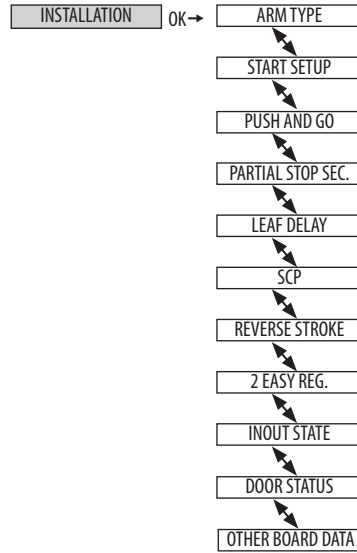 INSTALLATION OK→ ARM TYPE
START SETUP
PUSH AND GO
PARTIAL STOP SEC.
LEAF DELAY
SCP
REVERSE STROKE
2 EASY REG.
INOUT STATE
DOOR STATUS
OTHER BOARD DATA